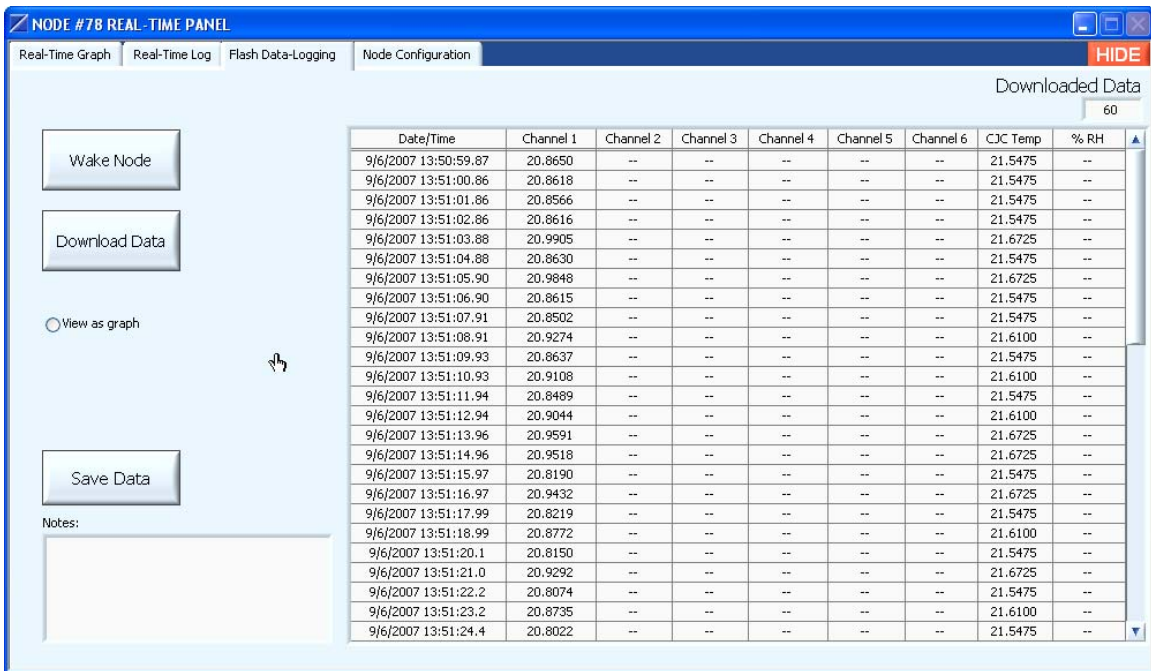 NODE #78 REAL-TIME PANEL
Real-Time Graph Real-Time Log Flash Data-Logging Node Configuration HIDE
Downloaded Data
60
Wake Node
Download Data
View as graph
Save Data
Notes:
Date/Time Channel 1 Channel 2 Channel 3 Channel 4 Channel 5 Channel 6 CJC Temp % RH
9/6/2007 13:50:59.87 20.8650 -- -- -- -- -- 21.5475 --
9/6/2007 13:51:00.86 20.8618 -- -- -- -- -- 21.5475 --
9/6/2007 13:51:01.86 20.8566 -- -- -- -- -- 21.5475 --
9/6/2007 13:51:02.86 20.8616 -- -- -- -- -- 21.5475 --
9/6/2007 13:51:03.88 20.9905 -- -- -- -- -- 21.6725 --
9/6/2007 13:51:04.88 20.8630 -- -- -- -- -- 21.5475 --
9/6/2007 13:51:05.90 20.9848 -- -- -- -- -- 21.6725 --
9/6/2007 13:51:06.90 20.8615 -- -- -- -- -- 21.5475 --
9/6/2007 13:51:07.91 20.8502 -- -- -- -- -- 21.5475 --
9/6/2007 13:51:08.91 20.9274 -- -- -- -- -- 21.6100 --
9/6/2007 13:51:09.93 20.8637 -- -- -- -- -- 21.5475 --
9/6/2007 13:51:10.93 20.9108 -- -- -- -- -- 21.6100 --
9/6/2007 13:51:11.94 20.8489 -- -- -- -- -- 21.5475 --
9/6/2007 13:51:12.94 20.9044 -- -- -- -- -- 21.6100 --
9/6/2007 13:51:13.96 20.9591 -- -- -- -- -- 21.6725 --
9/6/2007 13:51:14.96 20.9518 -- -- -- -- -- 21.6725 --
9/6/2007 13:51:15.97 20.8190 -- -- -- -- -- 21.5475 --
9/6/2007 13:51:16.97 20.9432 -- -- -- -- -- 21.6725 --
9/6/2007 13:51:17.99 20.8219 -- -- -- -- -- 21.5475 --
9/6/2007 13:51:18.99 20.8772 -- -- -- -- -- 21.6100 --
9/6/2007 13:51:20.1 20.8150 -- -- -- -- -- 21.5475 --
9/6/2007 13:51:21.0 20.9292 -- -- -- -- -- 21.6725 --
9/6/2007 13:51:22.2 20.8074 -- -- -- -- -- 21.5475 --
9/6/2007 13:51:23.2 20.8735 -- -- -- -- -- 21.6100 --
9/6/2007 13:51:24.4 20.8022 -- -- -- -- -- 21.5475 --